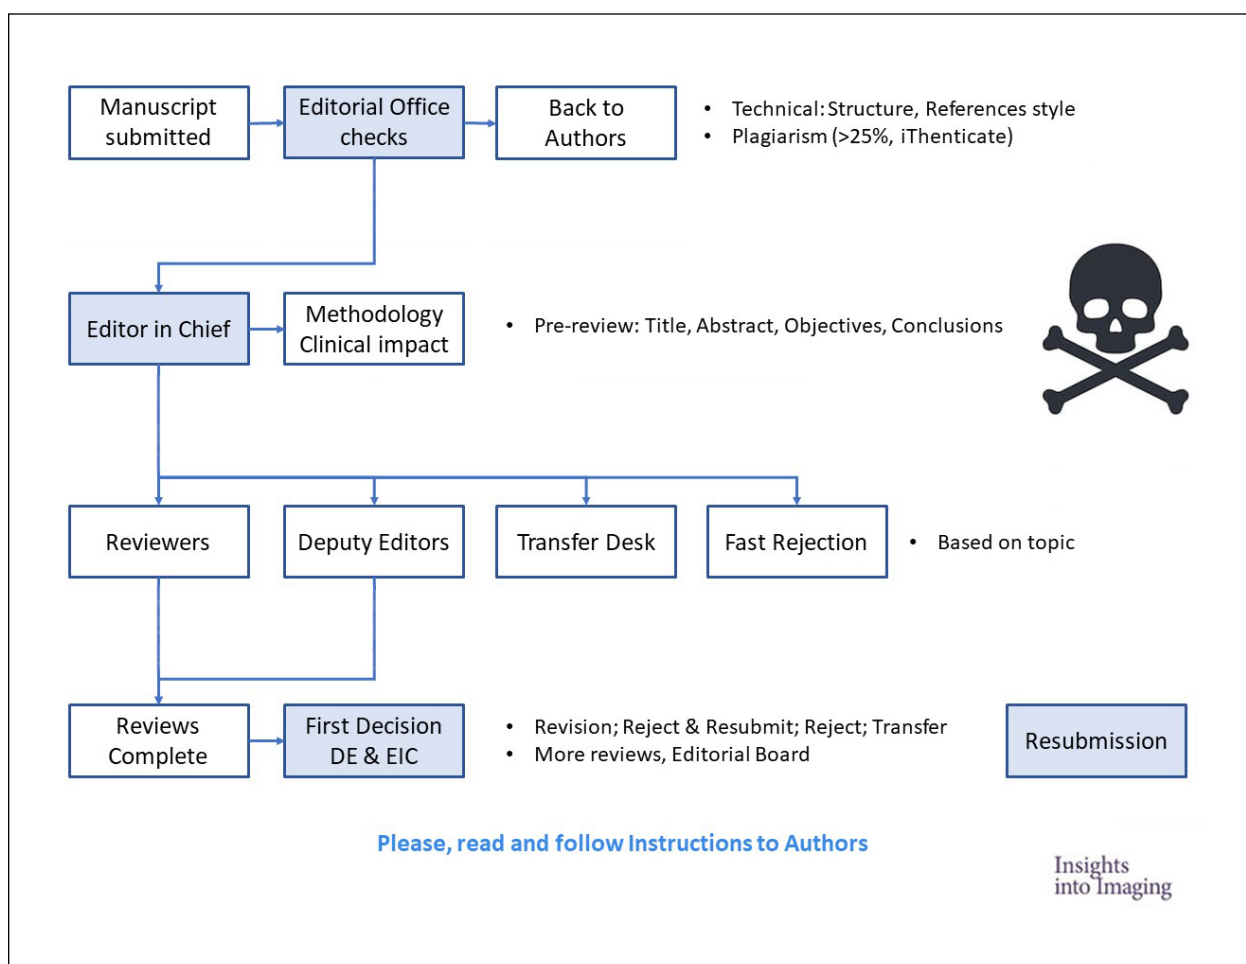 Manuscript
submitted
Editorial Office
checks
Back to
Authors
• Technical: Structure, References style
• Plagiarism (>25%, iThenticate)
Editor in Chief
Methodology
Clinical impact
• Pre-review: Title, Abstract, Objectives, Conclusions
Reviewers
Deputy Editors
Transfer Desk
Fast Rejection
• Based on topic
Reviews
Complete
First Decision
DE & EIC
• Revision; Reject & Resubmit; Reject; Transfer
• More reviews, Editorial Board
Resubmission
Please, read and follow Instructions to Authors
Insights
into Imaging